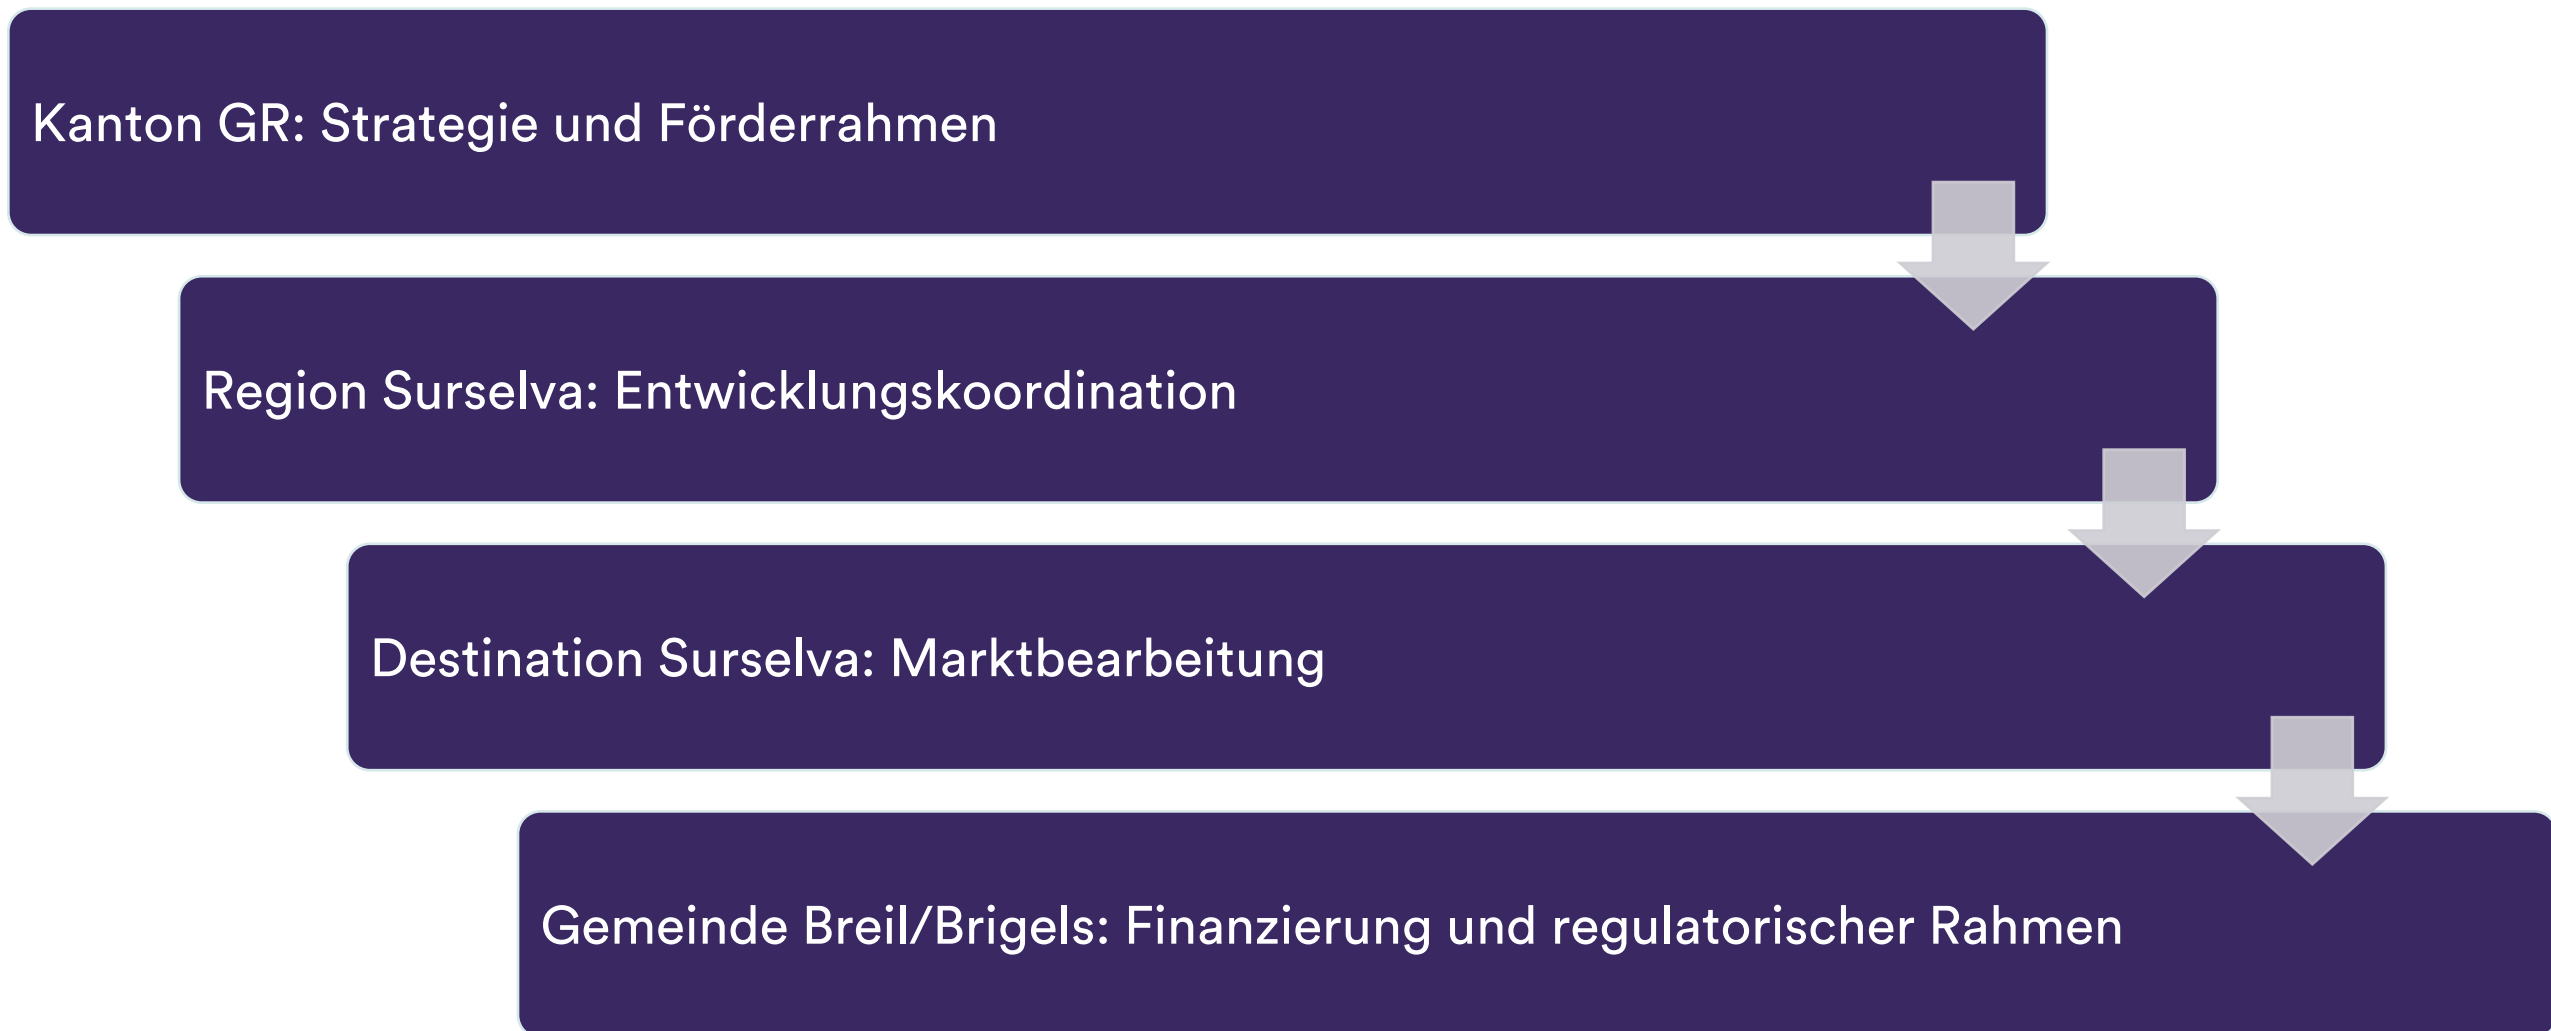 Kanton GR: Strategie und Förderrahmen
Region Surselva: Entwicklungskoordination
Destination Surselva: Marktbearbeitung
Gemeinde Breil/Brigels: Finanzierung und regulatorischer Rahmen